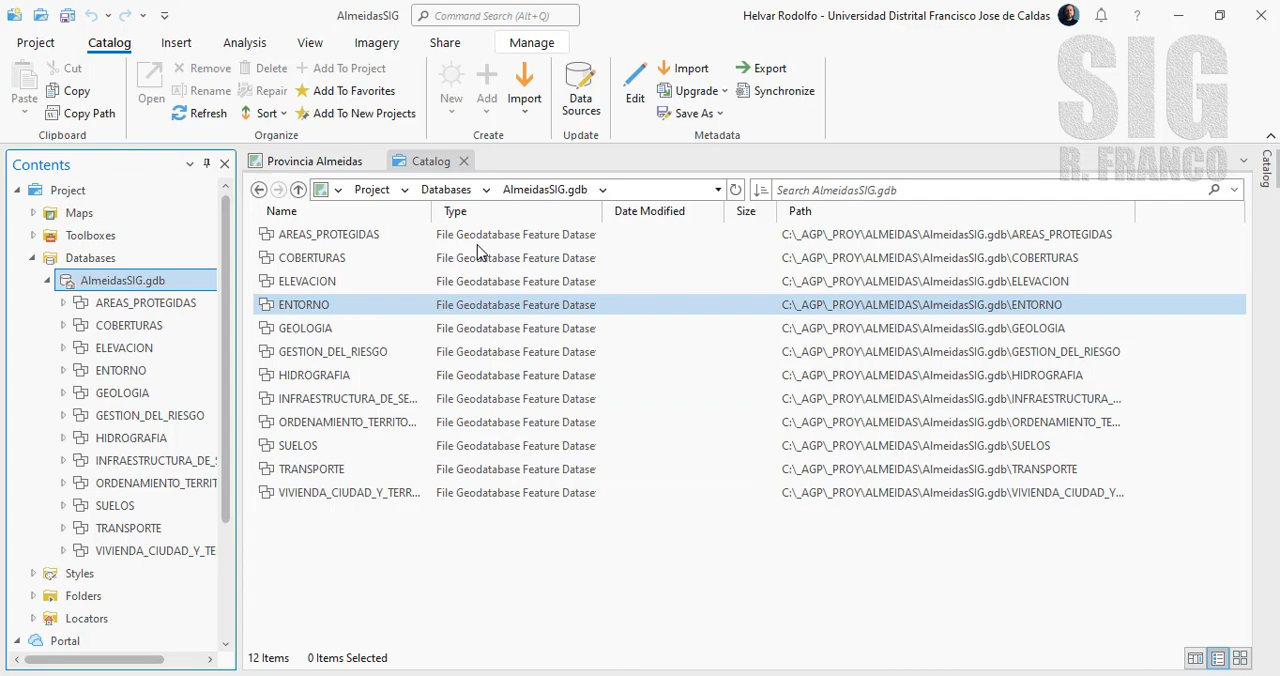 AlmeidasSIG
Command Search (Alt+Q)
Helvar Rodolfo - Universidad Distrital Francisco Jose de Caldas
?
Project
Catalog
Insert
Analysis
View
Imagery
Share
Manage
Paste
Cut
Copy
Copy Path
Clipboard
Open
Remove
Rename
Refresh
Delete
Repair
Sort
Add To Project
Add To Favorites
Add To New Projects
Organize
New
Add
Import
Create
Data
Sources
Update
Edit
Import
Upgrade
Save As
Export
Synchronize
Metadata
SIG
R. FRANCO
Contents
Project
Maps
Toolboxes
Databases
AlmeidasSIG.gdb
AREAS_PROTEGIDAS
COBERTURAS
ELEVACION
ENTORNO
GEOLOGIA
GESTION_DEL_RIESGO
HIDROGRAFIA
INFRAESTRUCTURA_DE_S
ORDENAMIENTO_TERRIT
SUELOS
TRANSPORTE
VIVIENDA_CIUDAD_Y_TE
Styles
Folders
Locators
Portal
Provincia Almeidas
Catalog
Project
Databases
AlmeidasSIG.gdb
Search AlmeidasSIG.gdb
Catalog
Name Type Date Modified Size Path
AREAS_PROTEGIDAS File Geodatabase Feature Datase C:\_AGP\_PROY\ALMEIDAS\AlmeidasSIG.gdb\AREAS_PROTEGIDAS
COBERTURAS File Geodatabase Feature Datase C:\_AGP\_PROY\ALMEIDAS\AlmeidasSIG.gdb\COBERTURAS
ELEVACION File Geodatabase Feature Datase C:\_AGP\_PROY\ALMEIDAS\AlmeidasSIG.gdb\ELEVACION
ENTORNO File Geodatabase Feature Datase C:\_AGP\_PROY\ALMEIDAS\AlmeidasSIG.gdb\ENTORNO
GEOLOGIA File Geodatabase Feature Datase C:\_AGP\_PROY\ALMEIDAS\AlmeidasSIG.gdb\GEOLOGIA
GESTION_DEL_RIESGO File Geodatabase Feature Datase C:\_AGP\_PROY\ALMEIDAS\AlmeidasSIG.gdb\GESTION_DEL_RIESGO
HIDROGRAFIA File Geodatabase Feature Datase C:\_AGP\_PROY\ALMEIDAS\AlmeidasSIG.gdb\HIDROGRAFIA
INFRAESTRUCTURA_DE_SE... File Geodatabase Feature Datase C:\_AGP\_PROY\ALMEIDAS\AlmeidasSIG.gdb\INFRAESTRUCTURA_...
ORDENAMIENTO_TERRITO... File Geodatabase Feature Datase C:\_AGP\_PROY\ALMEIDAS\AlmeidasSIG.gdb\ORDENAMIENTO_TE...
SUELOS File Geodatabase Feature Datase C:\_AGP\_PROY\ALMEIDAS\AlmeidasSIG.gdb\SUELOS
TRANSPORTE File Geodatabase Feature Datase C:\_AGP\_PROY\ALMEIDAS\AlmeidasSIG.gdb\TRANSPORTE
VIVIENDA_CIUDAD_Y_TERR... File Geodatabase Feature Datase C:\_AGP\_PROY\ALMEIDAS\AlmeidasSIG.gdb\VIVIENDA_CIUDAD_Y...
12 Items 0 Items Selected